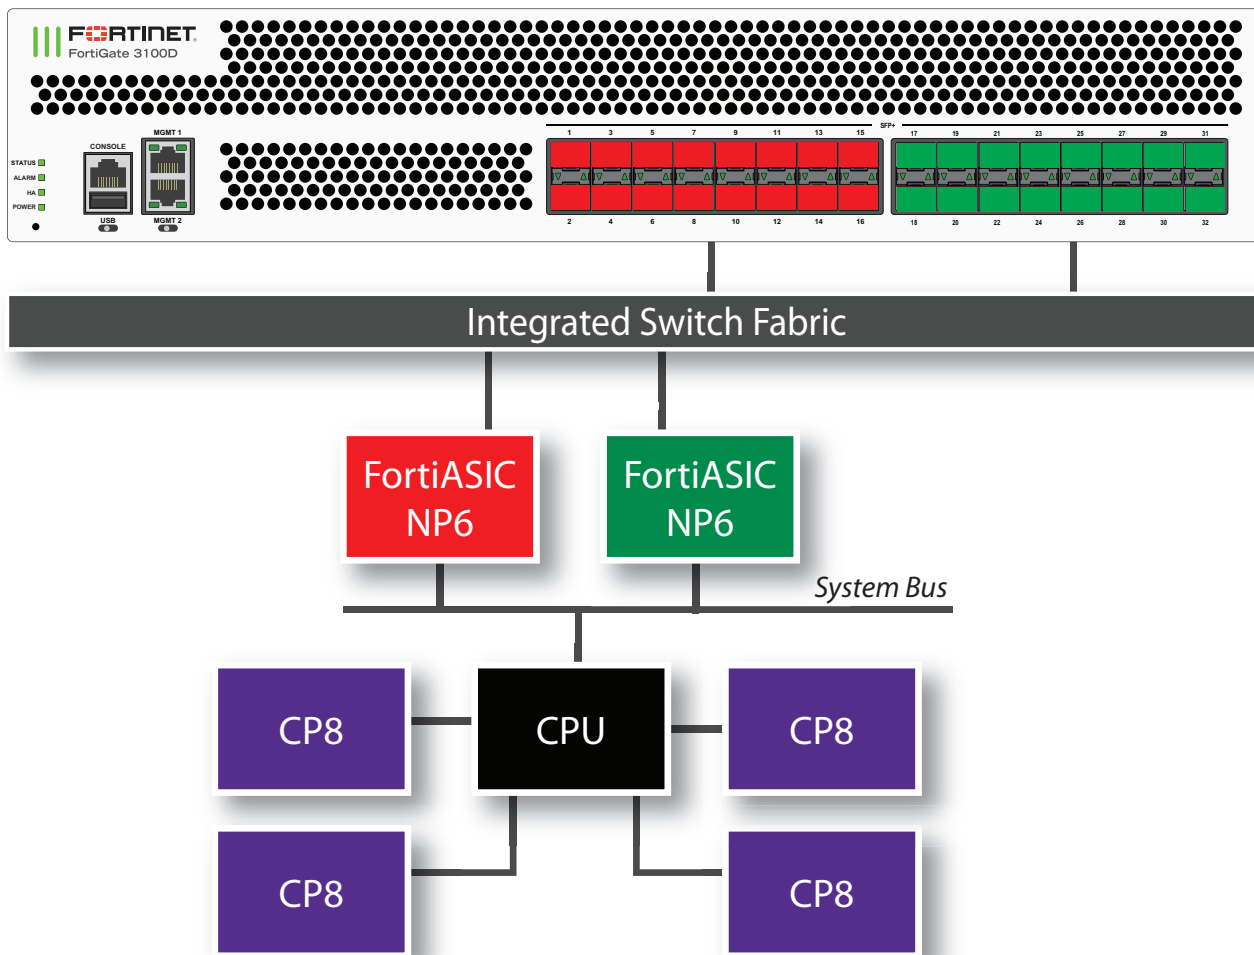 FORTINET
FortiGate 3100D
MGMT 1
CONSOLE
STATUS
ALARM
HA
POWER
USB
MGMT 2
1 3 5 7 9 11 13 15
SFP+
17 19 21 23 25 27 29 31
2 4 6 8 10 12 14 16
18 20 22 24 26 28 30 32
Integrated Switch Fabric
FortiASIC
NP6
FortiASIC
NP6
System Bus
CP8
CPU
CP8
CP8
CP8